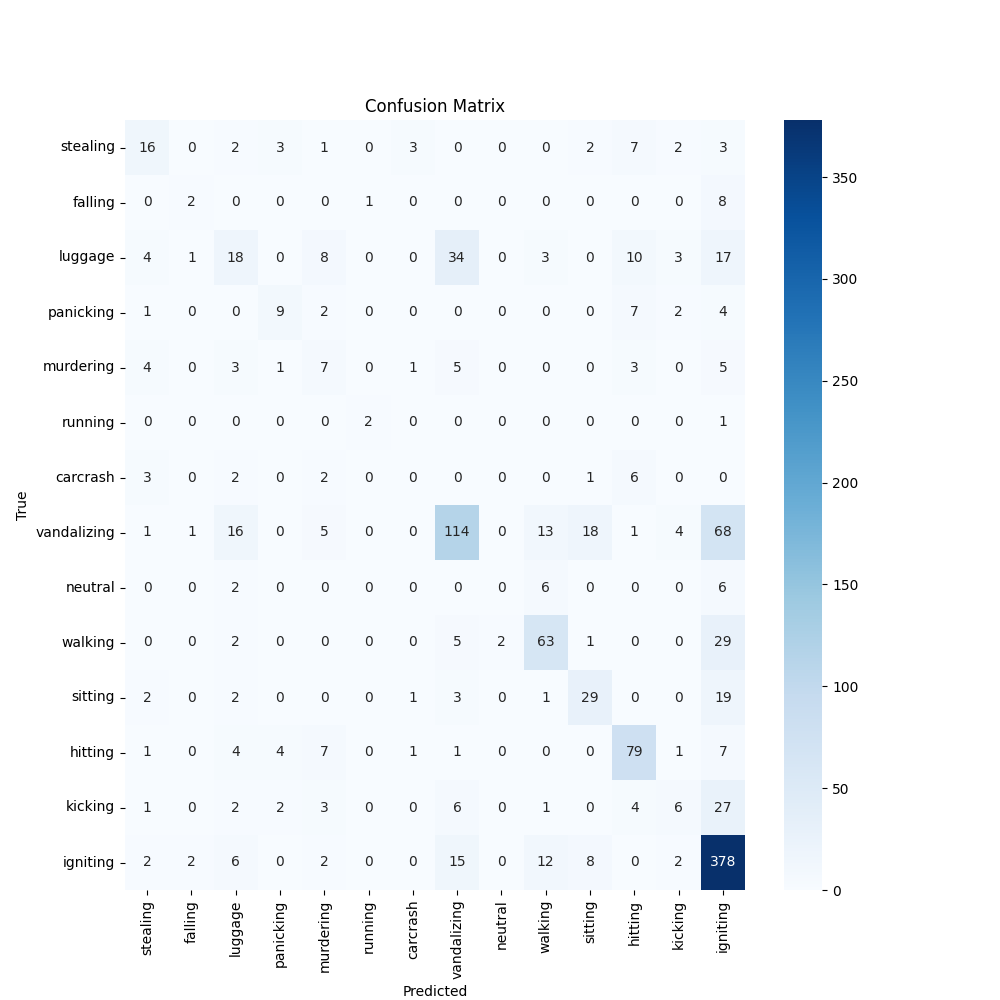 Confusion Matrix
stealing 16 0 2 3 1 0 3 0 0 0 2 7 2 3
falling 0 2 0 0 0 1 0 0 0 0 0 0 0 8
luggage 4 1 18 0 8 0 0 34 0 3 0 10 3 17
panicking 1 0 0 9 2 0 0 0 0 0 0 7 2 4
murdering 4 0 3 1 7 0 1 5 0 0 0 3 0 5
running 0 0 0 0 0 2 0 0 0 0 0 0 0 1
carcrash 3 0 2 0 2 0 0 0 0 0 1 6 0 0
vandalizing 1 1 16 0 5 0 0 114 0 13 18 1 4 68
neutral 0 0 2 0 0 0 0 0 0 6 0 0 0 6
walking 0 0 2 0 0 0 0 5 2 63 1 0 0 29
sitting 2 0 2 0 0 0 1 3 0 1 29 0 0 19
hitting 1 0 4 4 7 0 1 1 0 0 0 79 1 7
kicking 1 0 2 2 3 0 0 6 0 1 0 4 6 27
igniting 2 2 6 0 2 0 0 15 0 12 8 0 2 378
True
stealing falling luggage panicking murdering running carcrash vandalizing neutral walking sitting hitting kicking igniting
Predicted
350
300
250
200
150
100
50
0